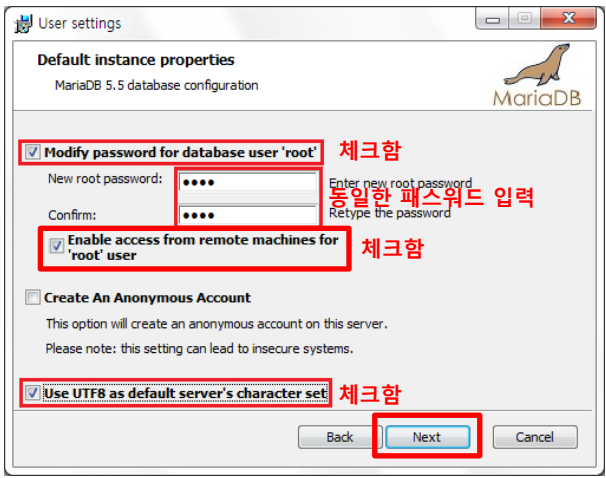 User settings
Default instance properties
MariaDB 5.5 database configuration
MariaDB
Modify password for database user 'root' 체크함
New root password: •••• Enter new root password
동일한 패스워드 입력
Confirm: •••• Retype the password
Enable access from remote machines for
'root' user
체크함
Create An Anonymous Account
This option will create an anonymous account on this server.
Please note: this setting can lead to insecure systems.
Use UTF8 as default server's character set 체크함
Back Next Cancel